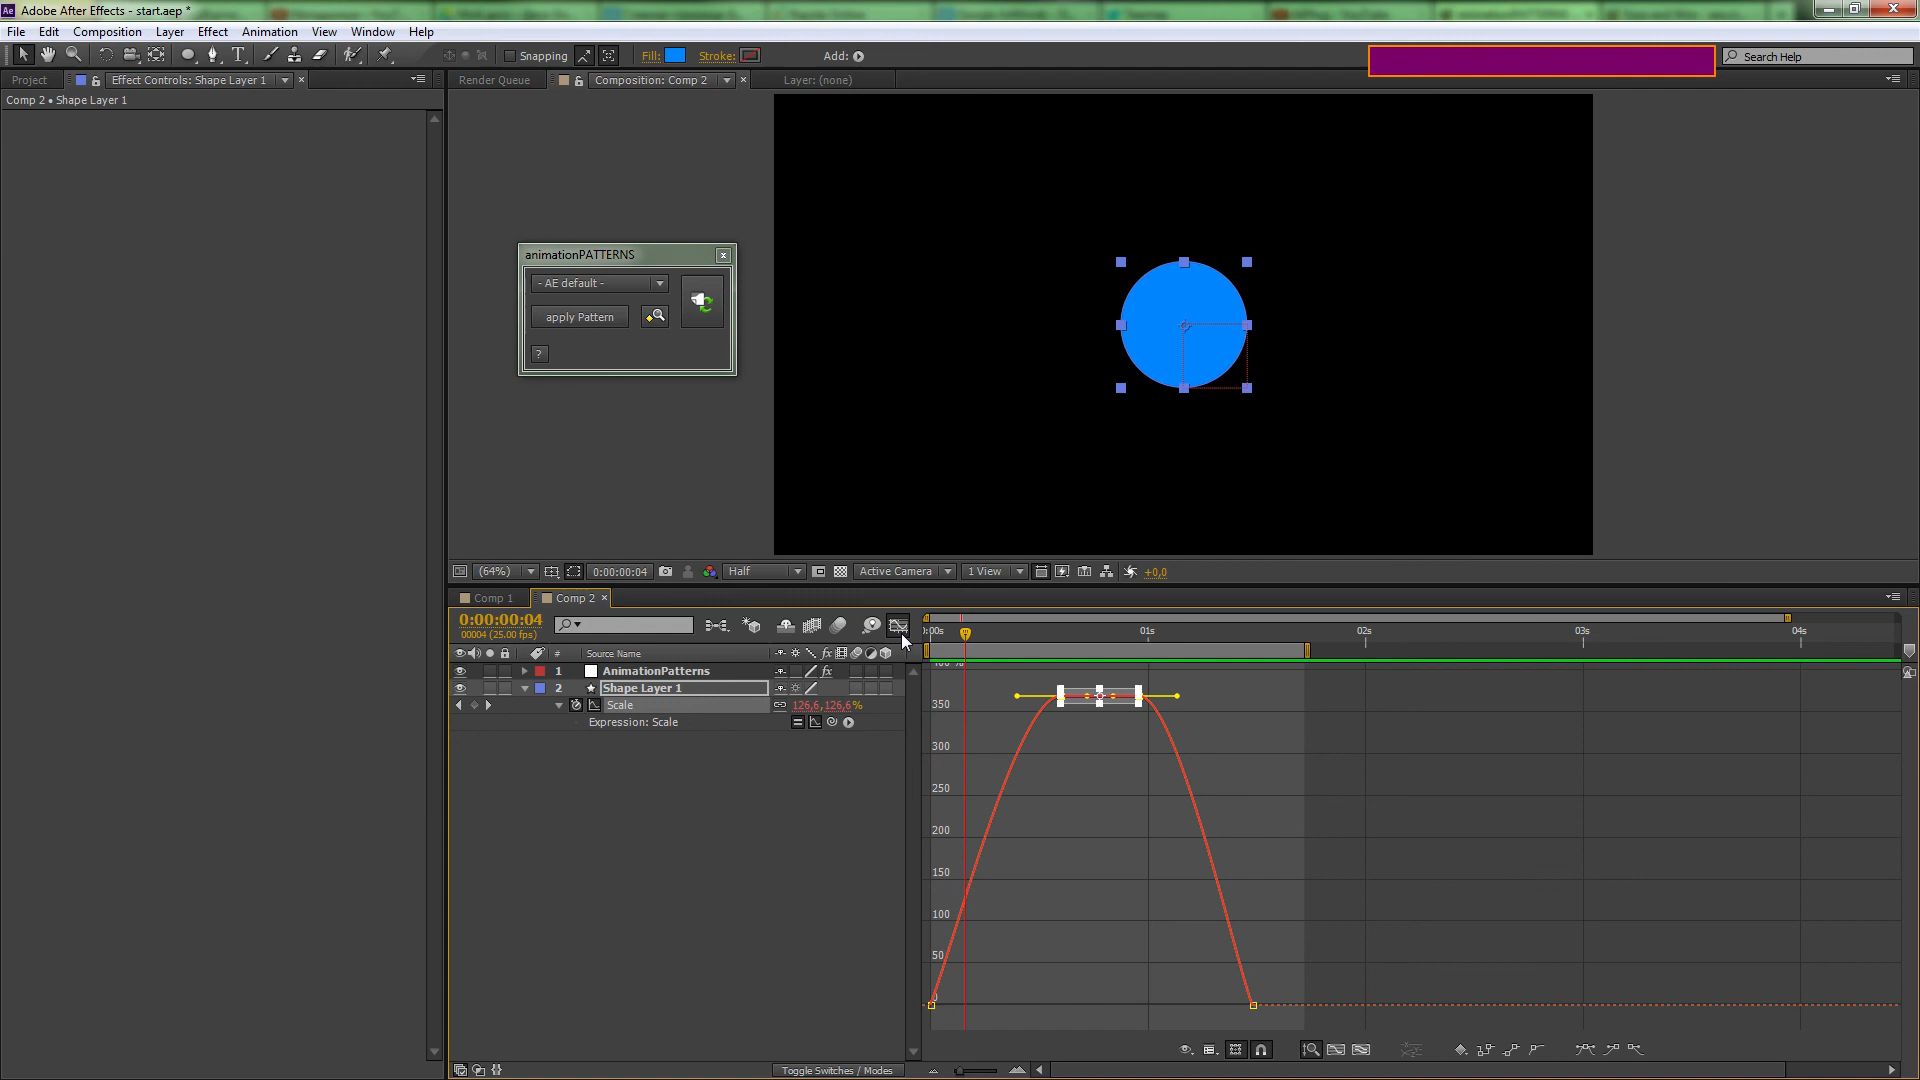 Adobe After Effects - start.aep *
File Edit Composition Layer Effect Animation View Window Help
Snapping Fill: Stroke: Add: Search Help
Project Effect Controls: Shape Layer 1 Render Queue Composition: Comp 2 Layer: (none)
Comp 2 • Shape Layer 1
animationPATTERNS
- AE default -
apply Pattern
?
(64%) 0:00:00:04 Half Active Camera 1 View +0,0
Comp 1 Comp 2
0:00:00:04
00004 (25.00 fps)
01s 02s 03s 04s
# Source Name
1 AnimationPatterns
2 Shape Layer 1
Scale 126,6,126,6%
Expression: Scale
350
300
250
200
150
100
50
0
Toggle Switches / Modes